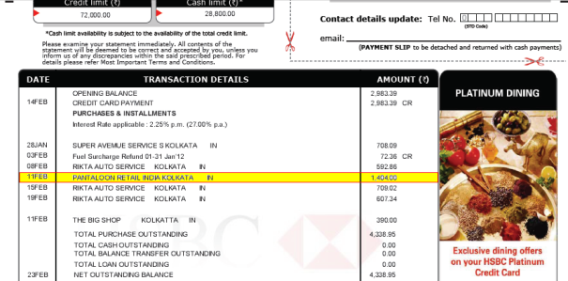 Credit limit (₹)
Cash limit (₹)*
72,000.00
28,800.00
*Cash limit availability is subject to the availability of the total credit limit.
Please examine your statement immediately. All contents of the
statement will be deemed to be correct and accepted by you, unless you
inform us of any discrepancies within the said prescribed period. For
details please refer Most Important Terms and Conditions.
Contact details update: Tel No.
(STD Code)
email:
(PAYMENT SLIP to be detached and returned with cash payments)
DATE TRANSACTION DETAILS AMOUNT (₹)
OPENING BALANCE 2,983.39
14FEB CREDIT CARD PAYMENT 2,983.39 CR
PURCHASES & INSTALLMENTS
Interest Rate applicable : 2.25% p.m. (27.00% p.a.)
28JAN SUPER AVEMUE SERVICE S KOLKATA IN 708.09
03FEB Fuel Surcharge Refund 01-31 Jan'12 72.36 CR
08FEB RIKTA AUTO SERVICE KOLKATA IN 592.86
11FEB PANTALOON RETAIL INDIA KOLKATA IN 1,404.00
15FEB RIKTA AUTO SERVICE KOLKATA IN 709.02
19FEB RIKTA AUTO SERVICE KOLKATA IN 607.34
11FEB THE BIG SHOP KOLKATTA IN 390.00
TOTAL PURCHASE OUTSTANDING 4,338.95
TOTAL CASH OUTSTANDING 0.00
TOTAL BALANCE TRANSFER OUTSTANDING 0.00
TOTAL LOAN OUTSTANDING 0.00
23FEB NET OUTSTANDING BALANCE 4,338.95
SBC
PLATINUM DINING
Exclusive dining offers
on your HSBC Platinum
Credit Card